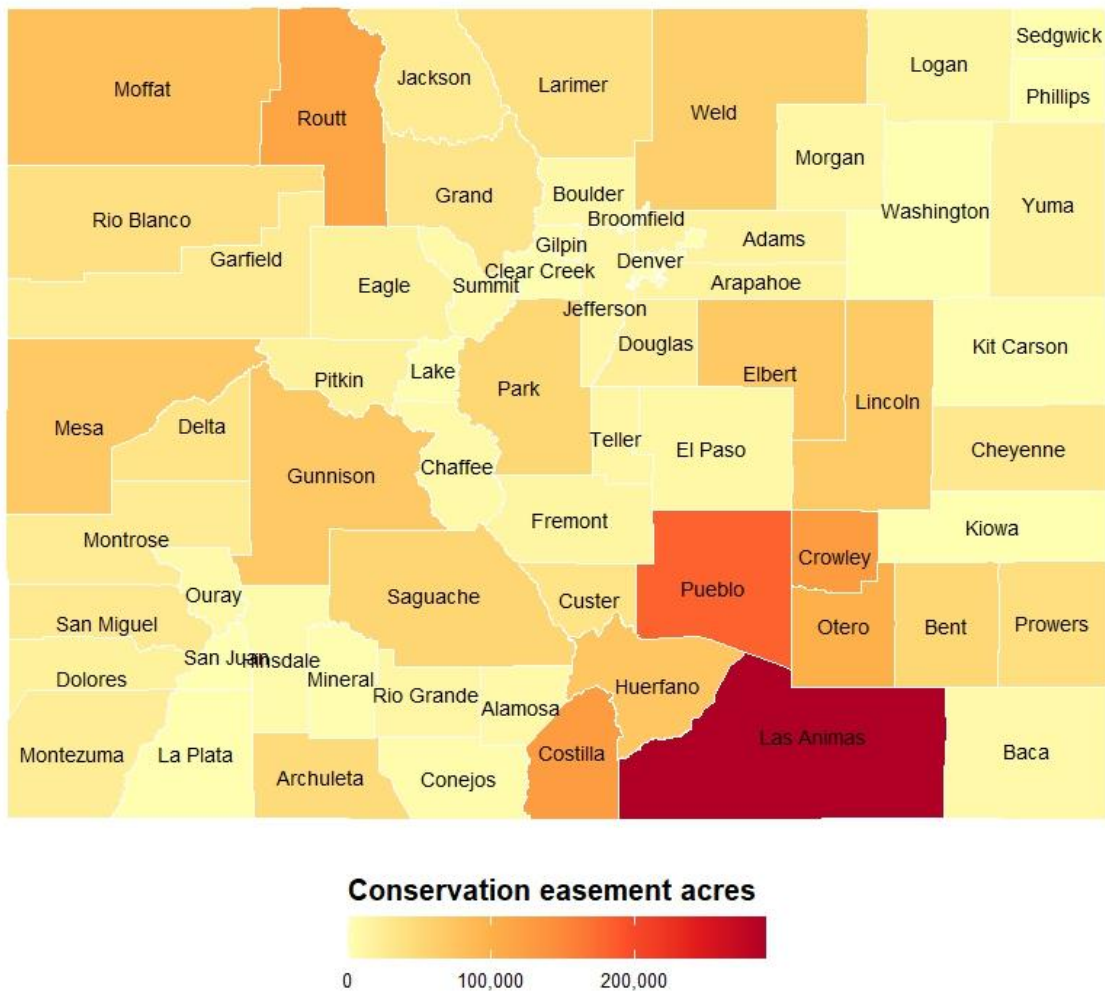 Sedgwick
Logan
Jackson
Larimer
Moffat
Phillips
Weld
Routt
Morgan
Boulder
Grand
Yuma
Washington
Rio Blanco
Broomfield
Adams
Gilpin
Garfield
Denver
Clear Creek
Arapahoe
Eagle
Summit
Jefferson
Douglas
Kit Carson
Lake
Elbert
Pitkin
Park
Lincoln
Delta
Mesa
Teller
El Paso
Cheyenne
Chaffee
Gunnison
Fremont
Kiowa
Montrose
Crowley
Pueblo
Ouray
Saguache
Custer
San Miguel
Otero
Bent
Prowers
San Juan
Hinsdale
Mineral
Dolores
Huerfano
Rio Grande
Alamosa
Las Animas
Montezuma
La Plata
Costilla
Baca
Archuleta
Conejos
Conservation easement acres
0 100,000 200,000